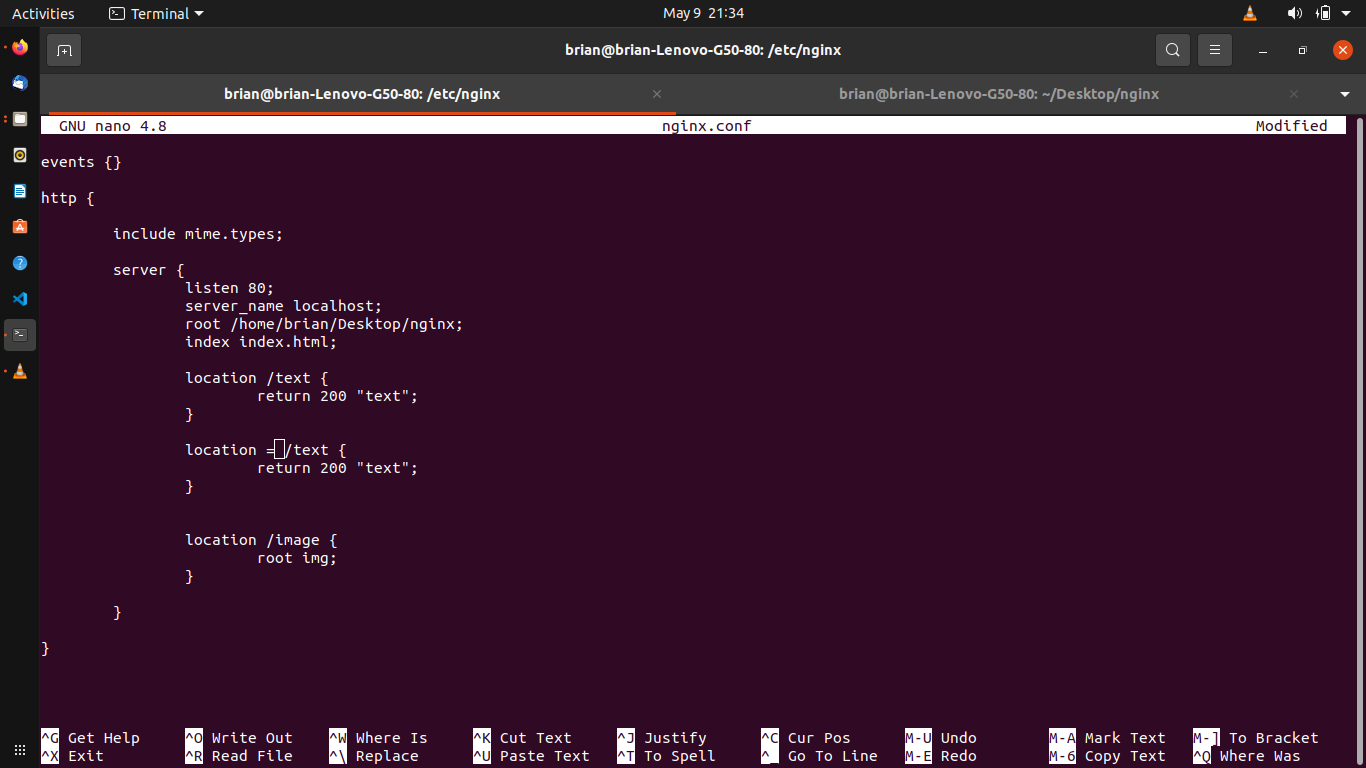 Activities Terminal May 9 21:34
brian@brian-Lenovo-G50-80: /etc/nginx
brian@brian-Lenovo-G50-80: /etc/nginx × brian@brian-Lenovo-G50-80: ~/Desktop/nginx ×
GNU nano 4.8 nginx.conf Modified
events {}
http {
include mime.types;
server {
listen 80;
server_name localhost;
root /home/brian/Desktop/nginx;
index index.html;
location /text {
return 200 "text";
}
location = /text {
return 200 "text";
}
location /image {
root img;
}
}
}
^G Get Help ^O Write Out ^W Where Is ^K Cut Text ^J Justify ^C Cur Pos M-U Undo M-A Mark Text M-] To Bracket
^X Exit ^R Read File ^\ Replace ^U Paste Text ^T To Spell ^_ Go To Line M-E Redo M-6 Copy Text ^Q Where Was